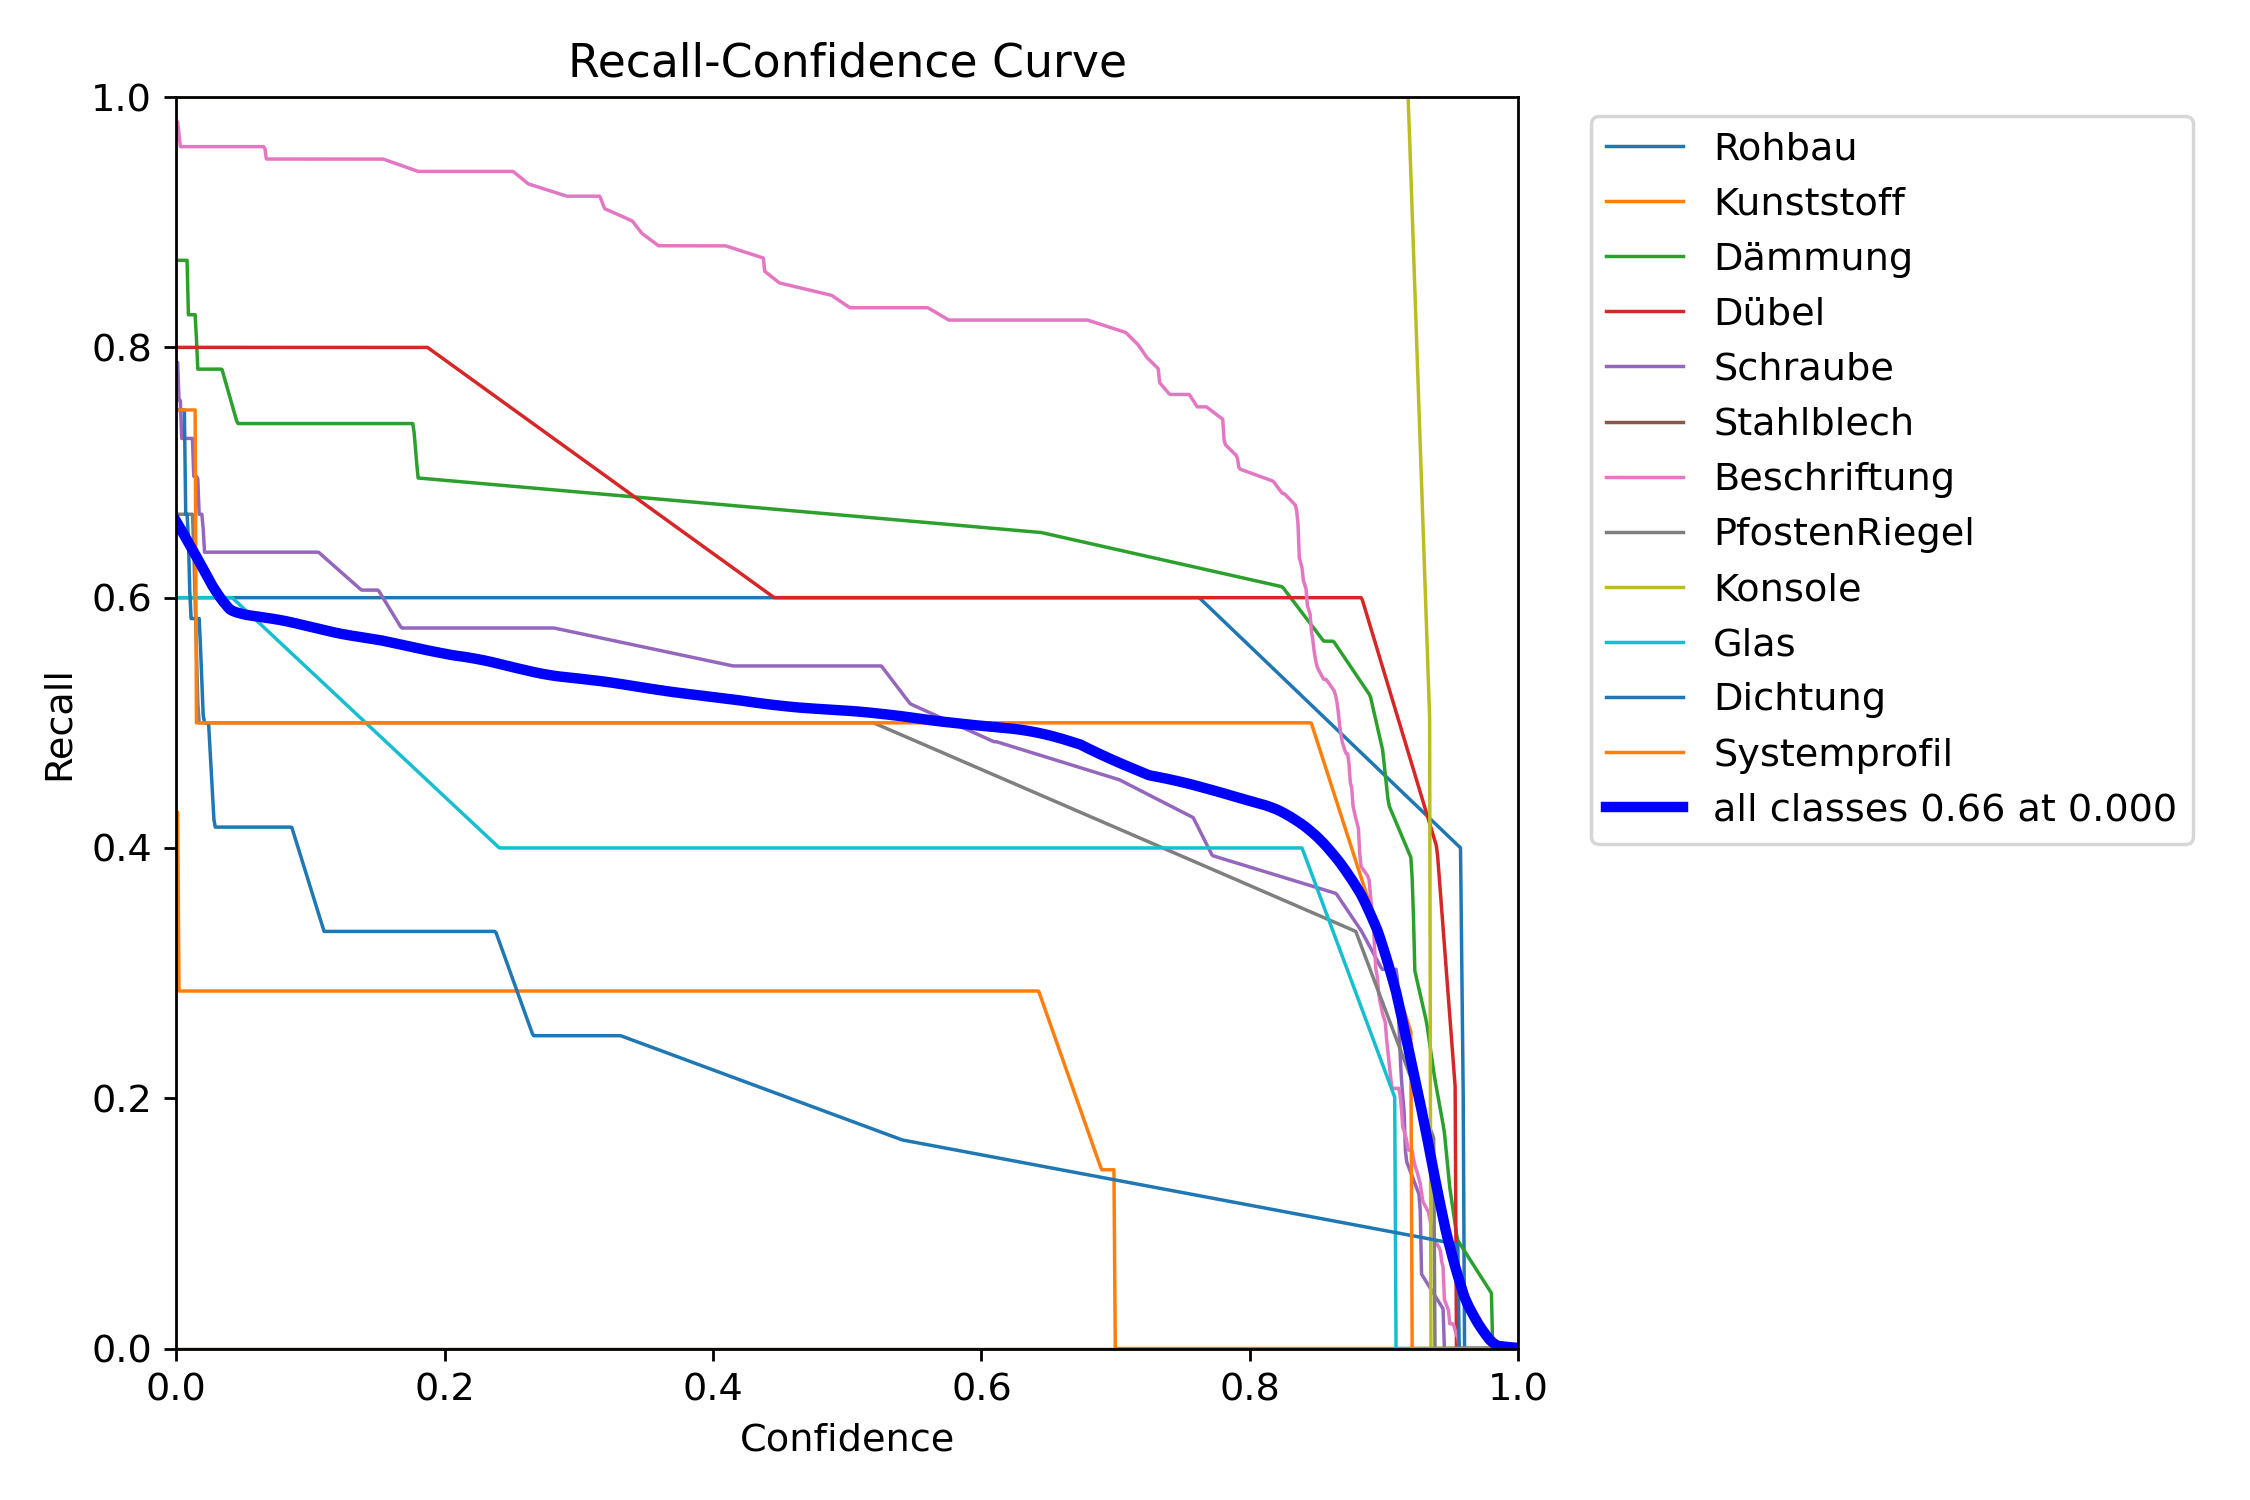 Recall-Confidence Curve
1.0
0.8
0.6
0.4
0.2
0.0
Recall
0.0 0.2 0.4 0.6 0.8 1.0
Confidence
Rohbau
Kunststoff
Dämmung
Dübel
Schraube
Stahlblech
Beschriftung
PfostenRiegel
Konsole
Glas
Dichtung
Systemprofil
all classes 0.66 at 0.000